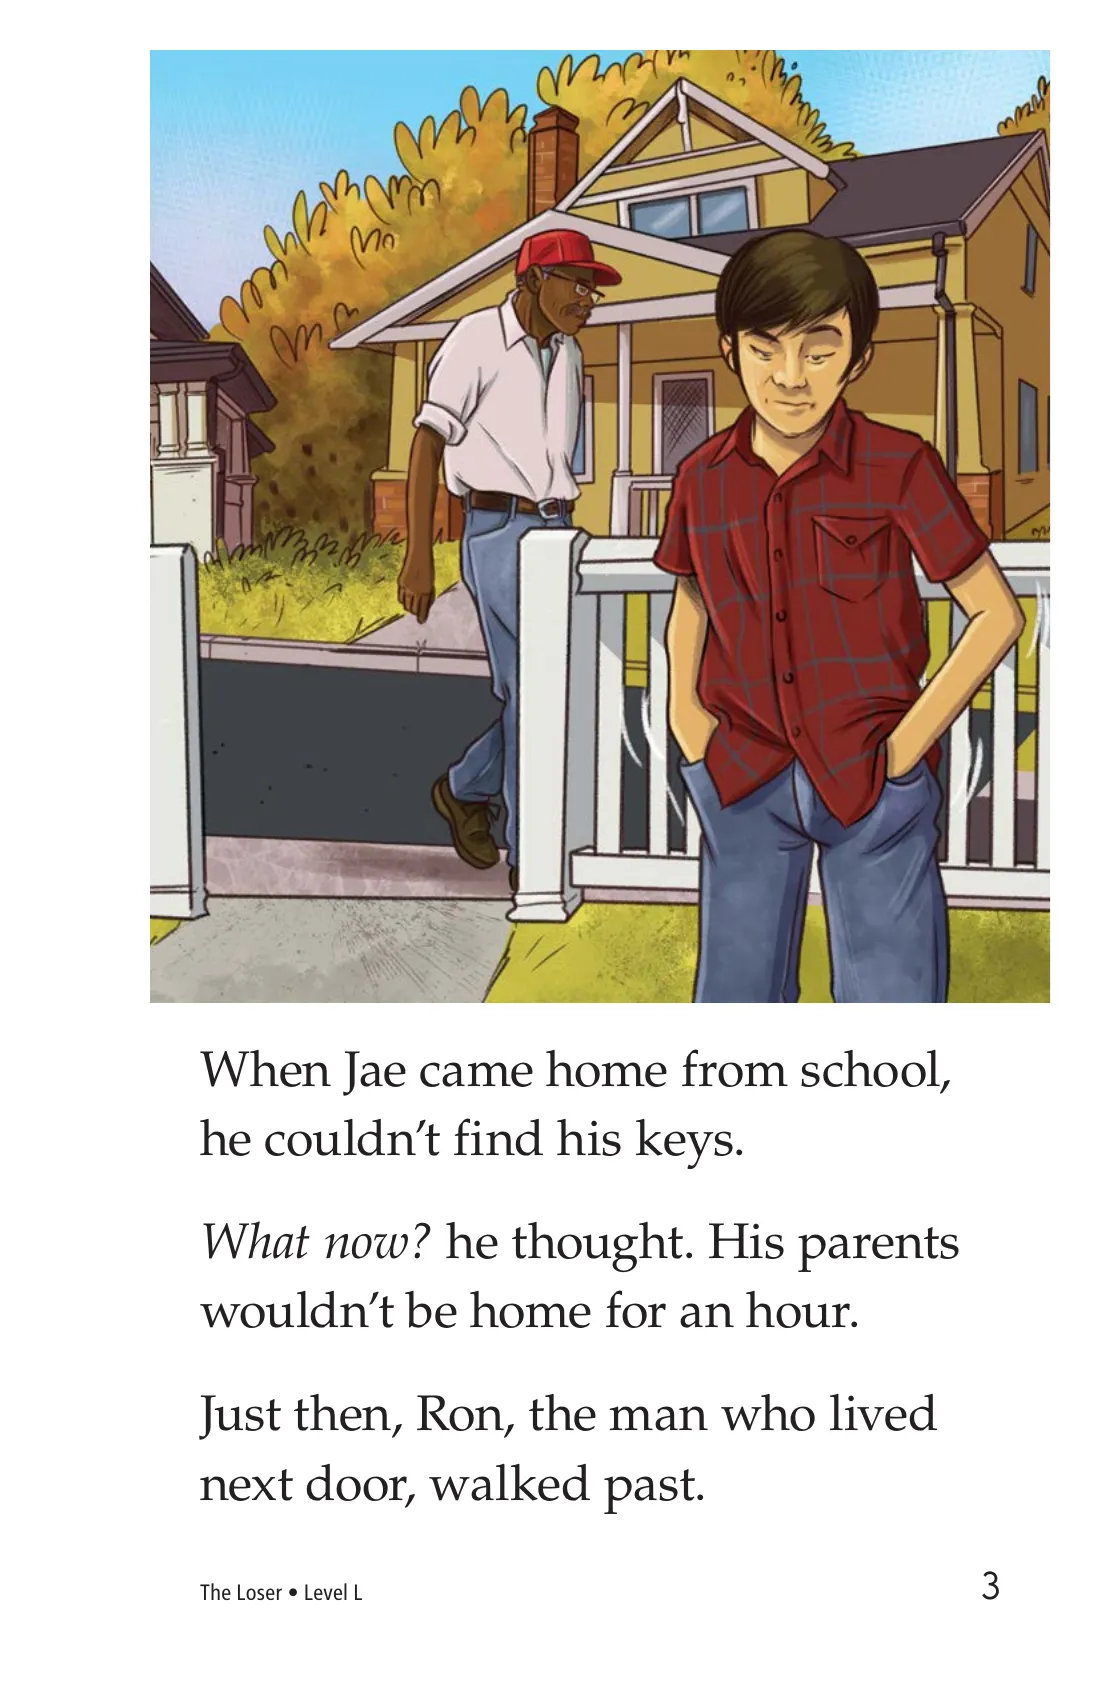 When Jae came home from school,
he couldn’t find his keys.
What now? he thought. His parents
wouldn’t be home for an hour.
Just then, Ron, the man who lived
next door, walked past.
The Loser • Level L
3